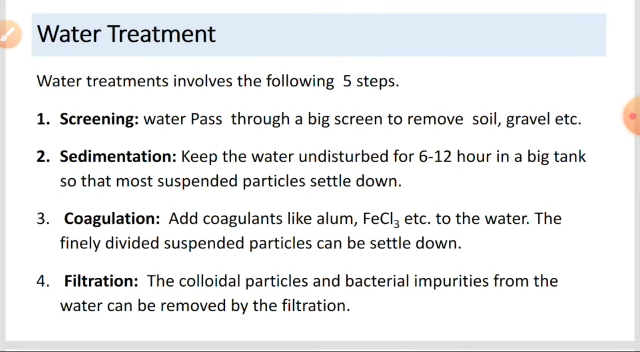 Water Treatment
Water treatments involves the following 5 steps.
1. Screening: water Pass through a big screen to remove soil, gravel etc.
2. Sedimentation: Keep the water undisturbed for 6-12 hour in a big tank
so that most suspended particles settle down.
3. Coagulation: Add coagulants like alum, FeCl₃ etc. to the water. The
finely divided suspended particles can be settle down.
4. Filtration: The colloidal particles and bacterial impurities from the
water can be removed by the filtration.